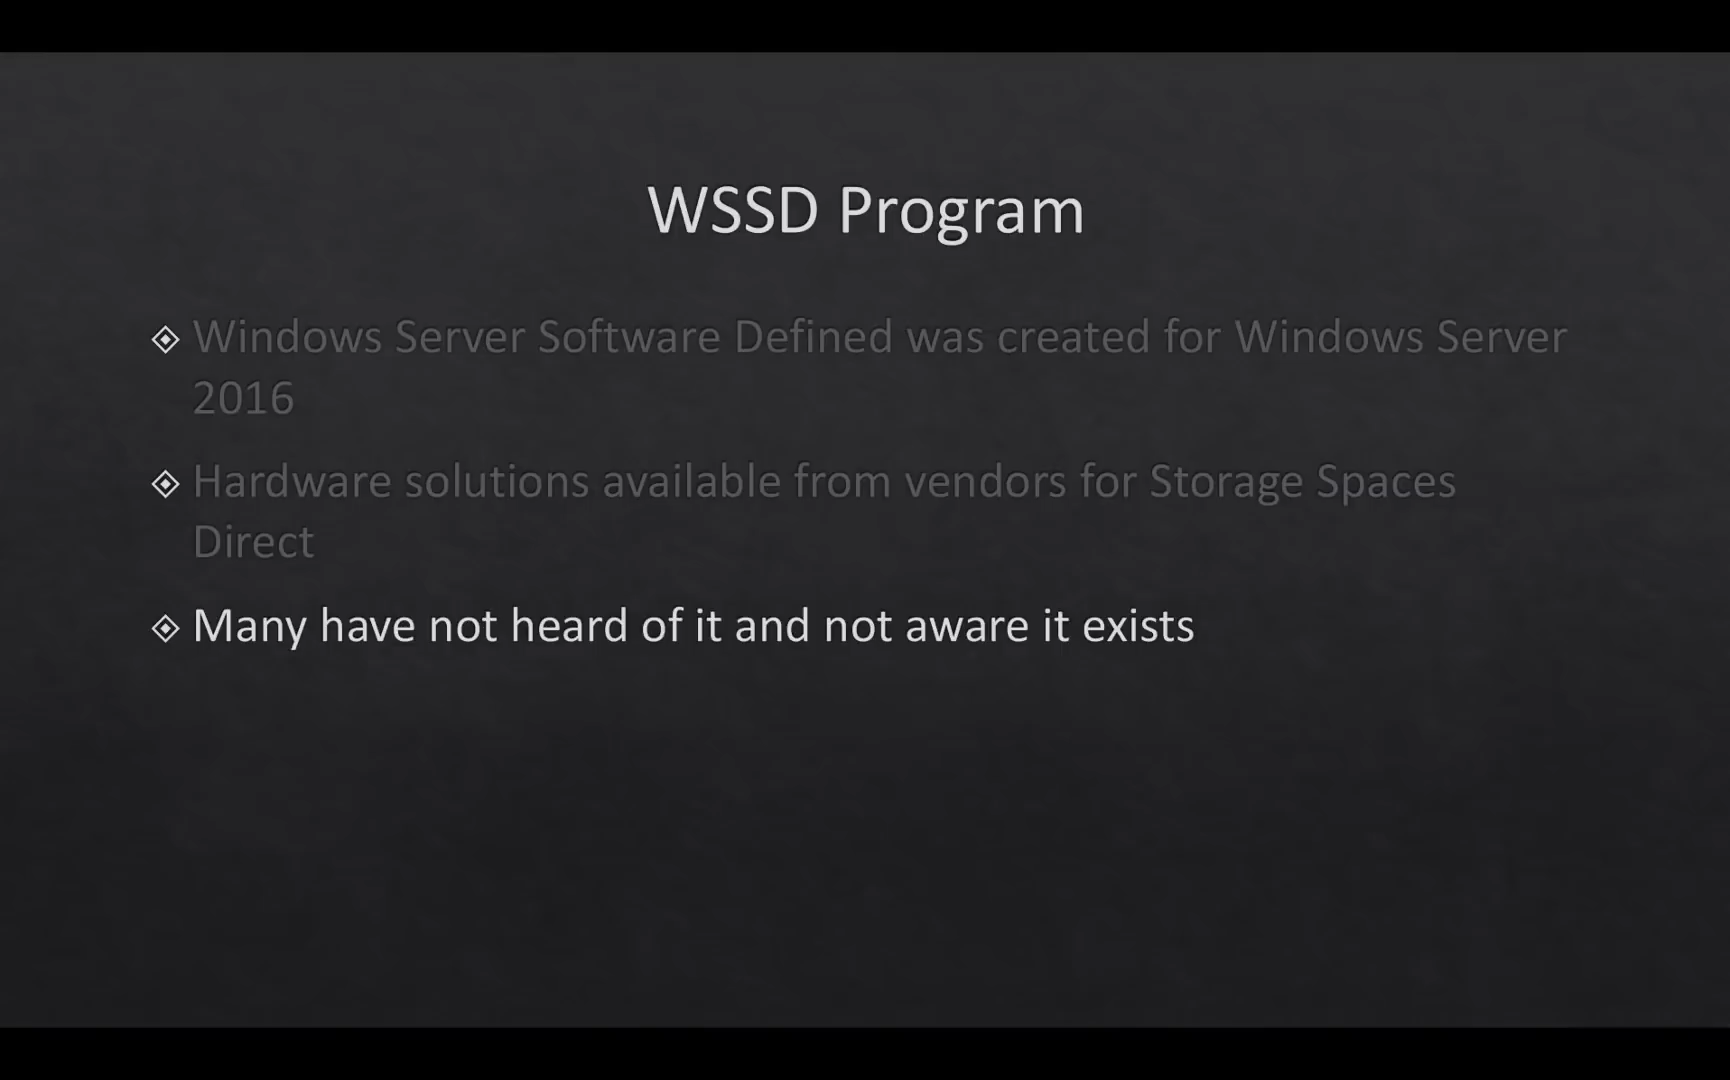 WSSD Program
Windows Server Software Defined was created for Windows Server
2016
Hardware solutions available from vendors for Storage Spaces
Direct
Many have not heard of it and not aware it exists